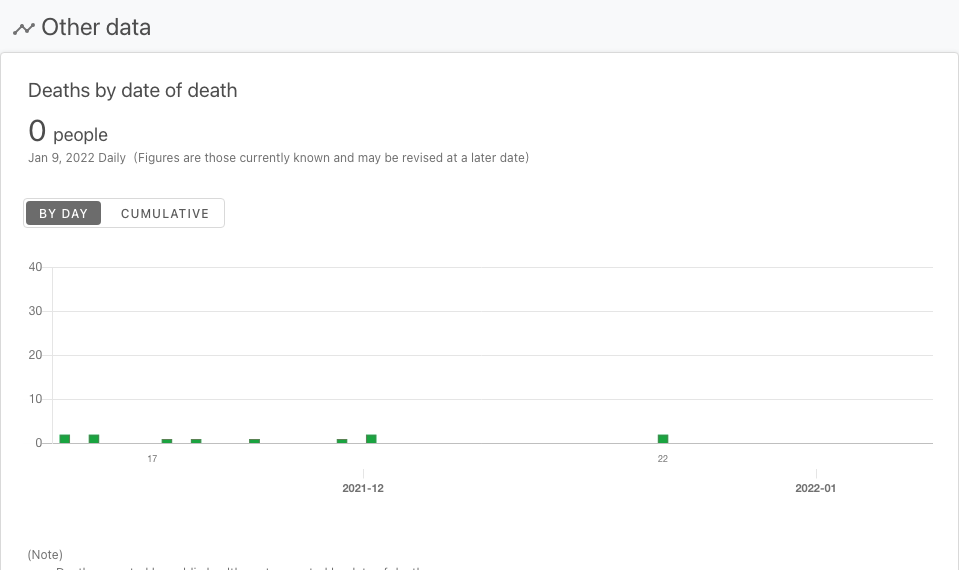 Other data
Deaths by date of death
0 people
Jan 9, 2022 Daily (Figures are those currently known and may be revised at a later date)
BY DAY CUMULATIVE
40
30
20
10
0
17 22
2021-12 2022-01
(Note)